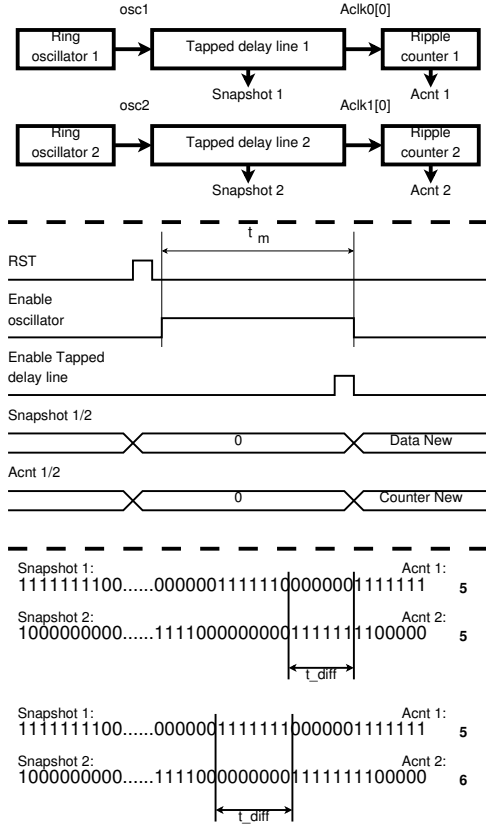 osc1
Aclk0[0]
Ring oscillator 1
Tapped delay line 1
Ripple counter 1
Snapshot 1
Acnt 1
osc2
Aclk1[0]
Ring oscillator 2
Tapped delay line 2
Ripple counter 2
Snapshot 2
Acnt 2
t m
RST
Enable
oscillator
Enable Tapped
delay line
Snapshot 1/2
0
Data New
Acnt 1/2
0
Counter New
Snapshot 1: Acnt 1:
1111111100......00000011111110000001111111 5
Snapshot 2: Acnt 2:
1000000000......11110000000001111111100000 5
t_diff
Snapshot 1: Acnt 1:
1111111100......00000011111110000001111111 5
Snapshot 2: Acnt 2:
1000000000......11110000000001111111100000 6
t_diff